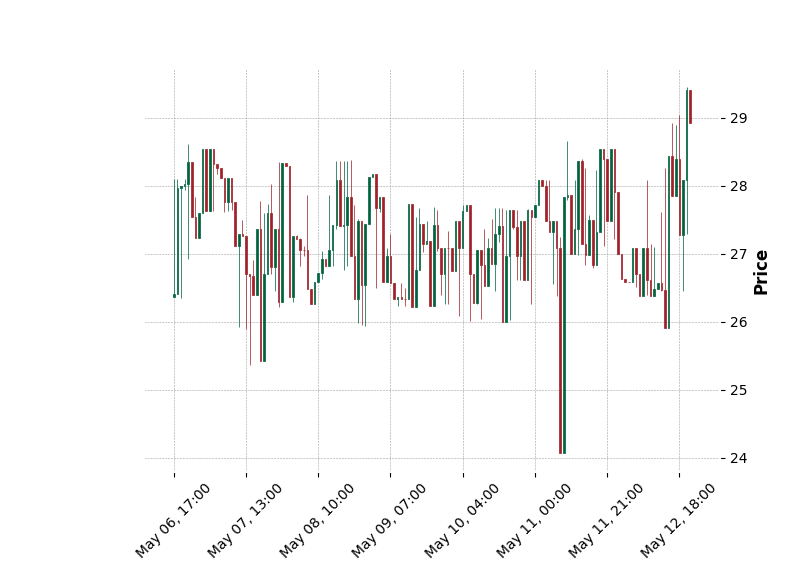 29
28
27
26
25
24
Price
May 06, 17:00
May 07, 13:00
May 08, 10:00
May 09, 07:00
May 10, 04:00
May 11, 00:00
May 11, 21:00
May 12, 18:00